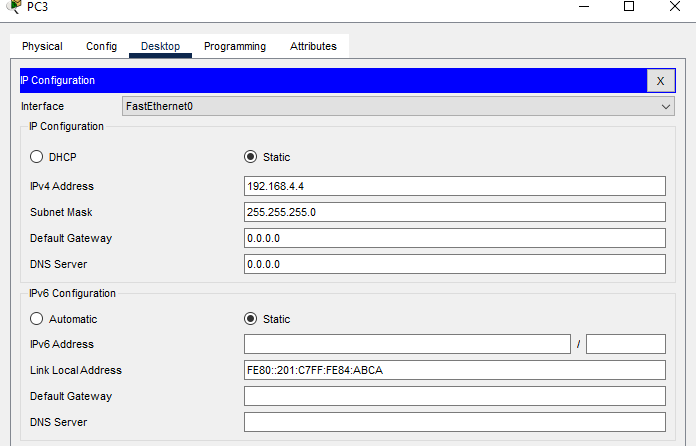 PC3
Physical Config Desktop Programming Attributes
IP Configuration X
Interface FastEthernet0
IP Configuration
DHCP Static
IPv4 Address 192.168.4.4
Subnet Mask 255.255.255.0
Default Gateway 0.0.0.0
DNS Server 0.0.0.0
IPv6 Configuration
Automatic Static
IPv6 Address /
Link Local Address FE80::201:C7FF:FE84:ABCA
Default Gateway
DNS Server